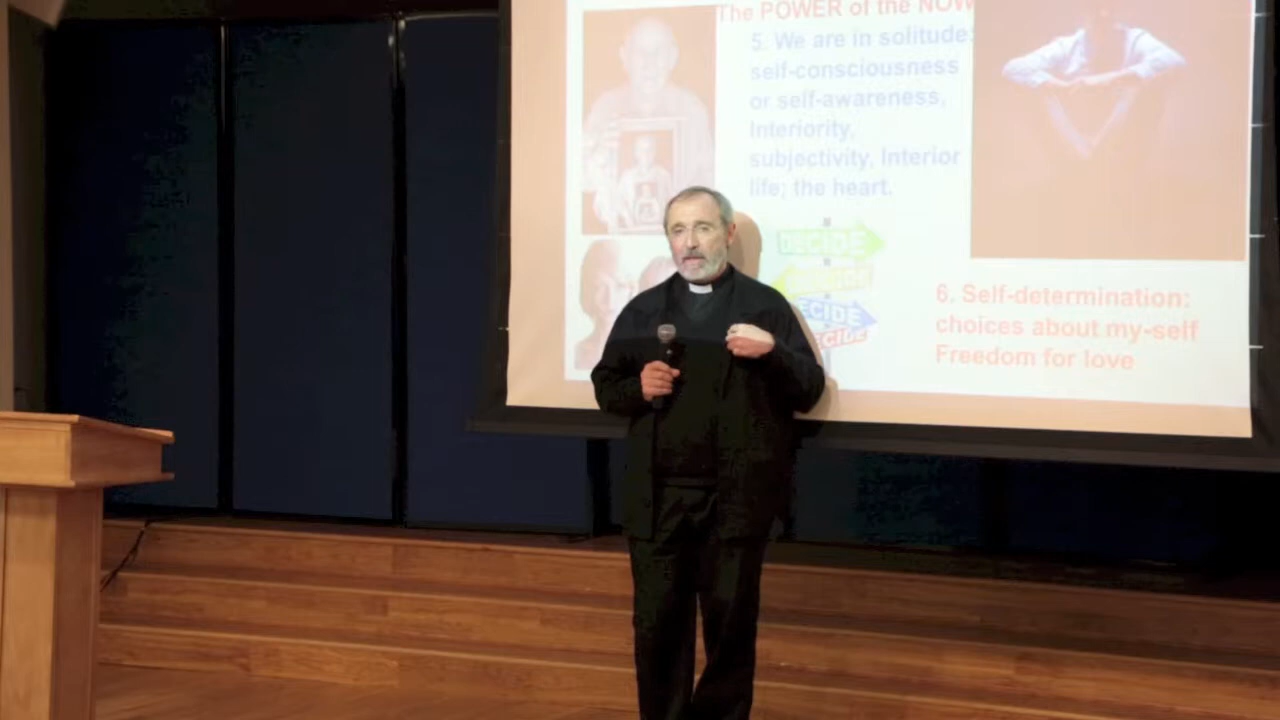 The POWER of the NOW
5. We are in solitude:
self-consciousness
or self-awareness,
Interiority,
subjectivity, Interior
life; the heart.
DECIDE
DECIDE
DECIDE
6. Self-determination:
choices about my-self
Freedom for love